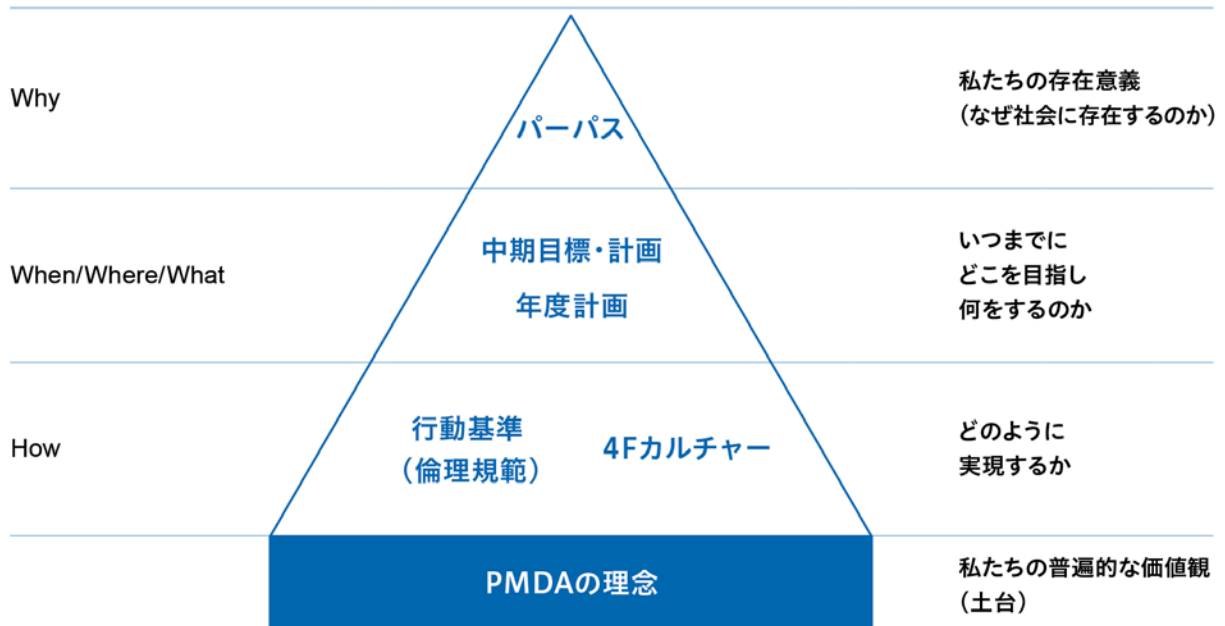 Why
パーパス
私たちの存在意義
（なぜ社会に存在するのか）
When/Where/What
中期目標・計画
年度計画
いつまでに
どこを目指し
何をするのか
How
行動基準
（倫理規範）
4Fカルチャー
どのように
実現するか
PMDAの理念
私たちの普遍的な価値観
（土台）